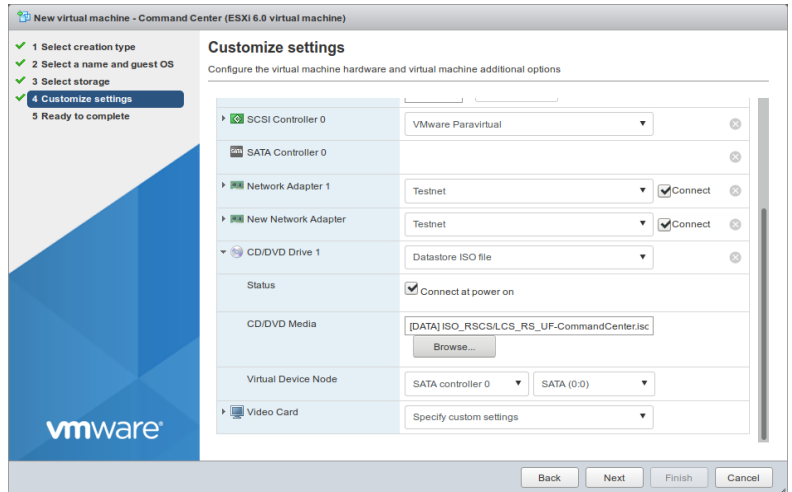 New virtual machine - Command Center (ESXi 6.0 virtual machine)
1 Select creation type
2 Select a name and guest OS
3 Select storage
4 Customize settings
5 Ready to complete
vmware
Customize settings
Configure the virtual machine hardware and virtual machine additional options
SCSI Controller 0 VMware Paravirtual
SATA SATA Controller 0
Network Adapter 1 Testnet Connect
New Network Adapter Testnet Connect
CD/DVD Drive 1 Datastore ISO file
Status Connect at power on
CD/DVD Media [DATA] ISO_RSCS/LCS_RS_UF-CommandCenter.isc
Browse...
Virtual Device Node SATA controller 0 SATA (0:0)
Video Card Specify custom settings
Back Next Finish Cancel